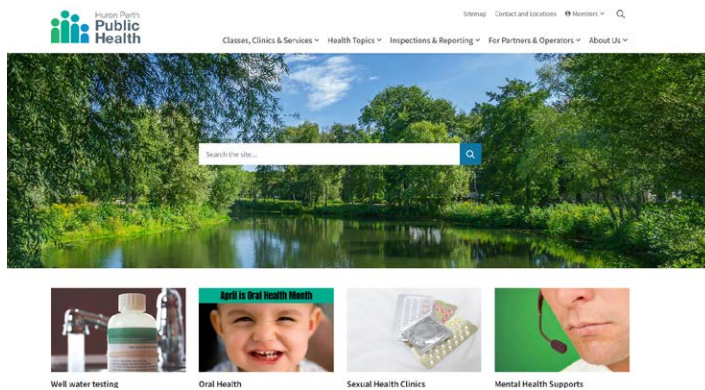 Huron Perth
Public
Health
Sitemap Contact and Locations Members
Classes, Clinics & Services Health Topics Inspections & Reporting For Partners & Operators About Us
Search the site...
April is Oral Health Month
Well water testing Oral Health Sexual Health Clinics Mental Health Supports